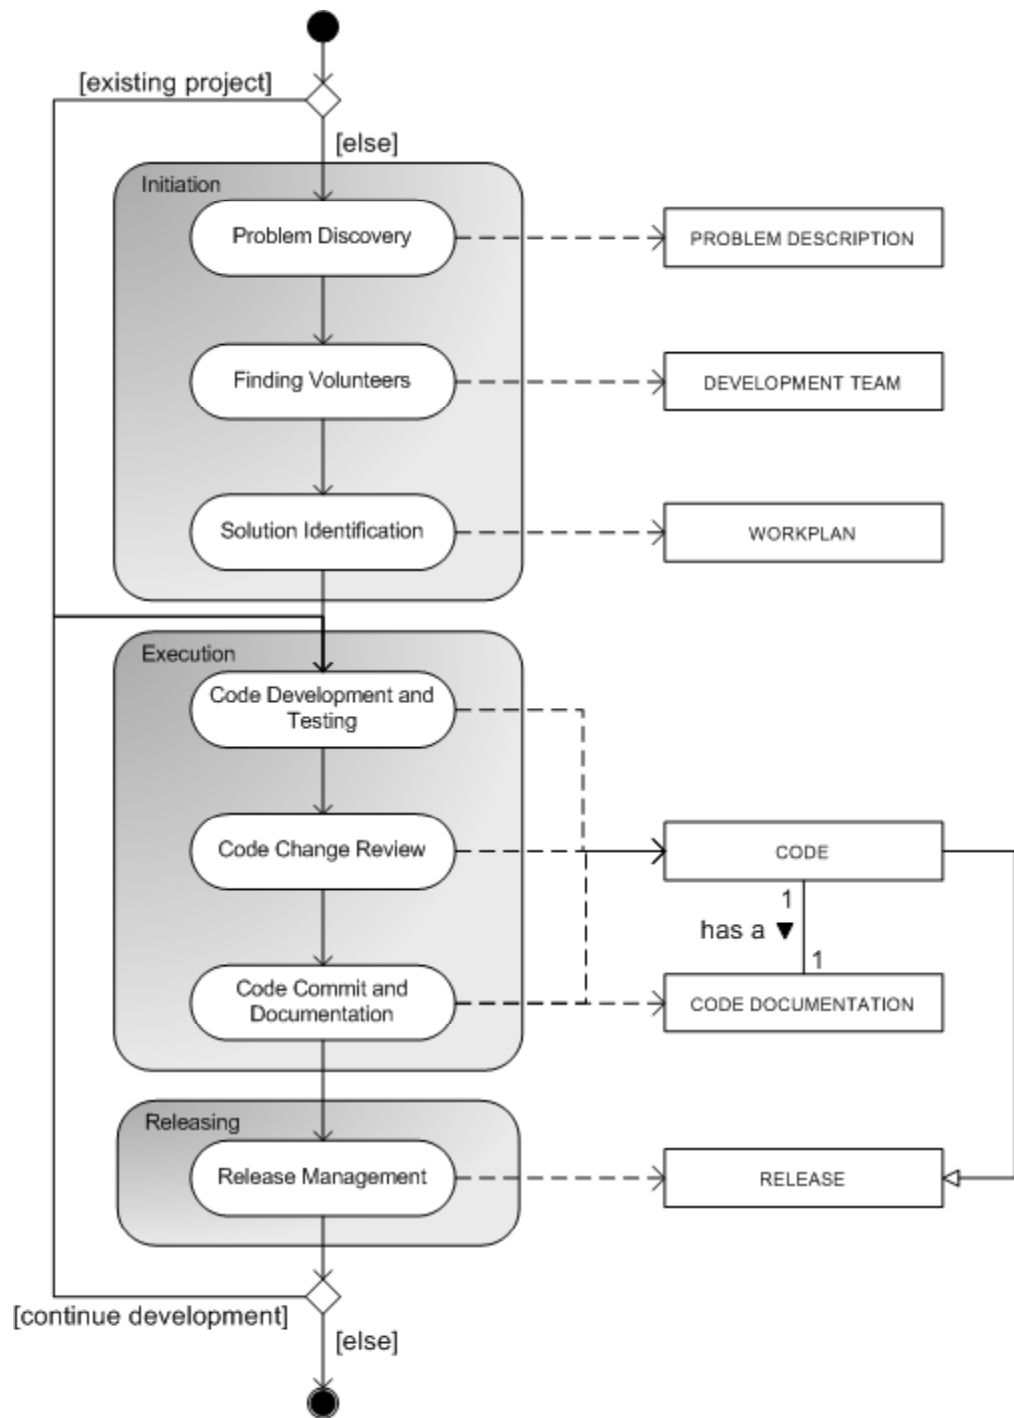 [existing project]
[else]
Initiation
Problem Discovery
PROBLEM DESCRIPTION
Finding Volunteers
DEVELOPMENT TEAM
Solution Identification
WORKPLAN
Execution
Code Development and
Testing
Code Change Review
CODE
1
has a ▼
1
Code Commit and
Documentation
CODE DOCUMENTATION
Releasing
Release Management
RELEASE
[continue development]
[else]